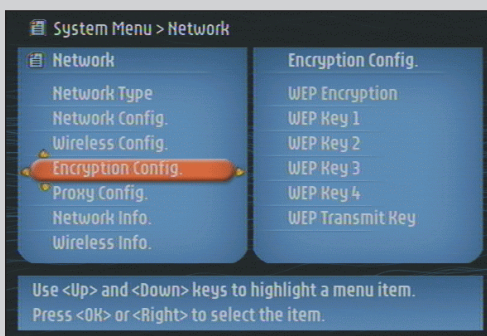 System Menu > Network
Network
Network Type
Network Config.
Wireless Config.
Encryption Config.
Proxy Config.
Network Info.
Wireless Info.
Encryption Config.
WEP Encryption
WEP Key 1
WEP Key 2
WEP Key 3
WEP Key 4
WEP Transmit Key
Use <Up> and <Down> keys to highlight a menu item.
Press <OK> or <Right> to select the item.